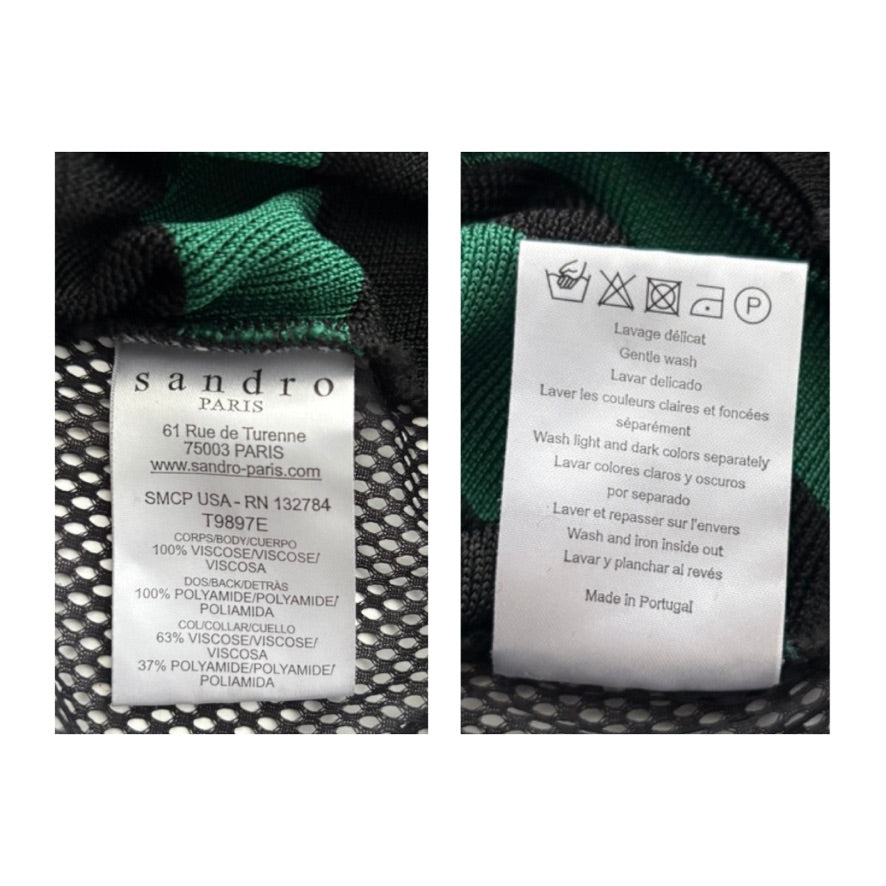 sandro
PARIS
61 Rue de Turenne
75003 PARIS
www.sandro-paris.com
SMCP USA - RN 132784
T9897E
CORPS/BODY/CUERPO
100% VISCOSE/VISCOSE/
VISCOSA
DOS/BACK/DETRÀS
100% POLYAMIDE/POLYAMIDE/
POLIAMIDA
COL/COLLAR/CUELLO
63% VISCOSE/VISCOSE/
VISCOSA
37% POLYAMIDE/POLYAMIDE/
POLIAMIDA
P
Lavage délicat
Gentle wash
Lavar delicado
Laver les couleurs claires et foncées
séparément
Wash light and dark colors separately
Lavar colores claros y oscuros
por separado
Laver et repasser sur l'envers
Wash and iron inside out
Lavar y planchar al revés
Made in Portugal